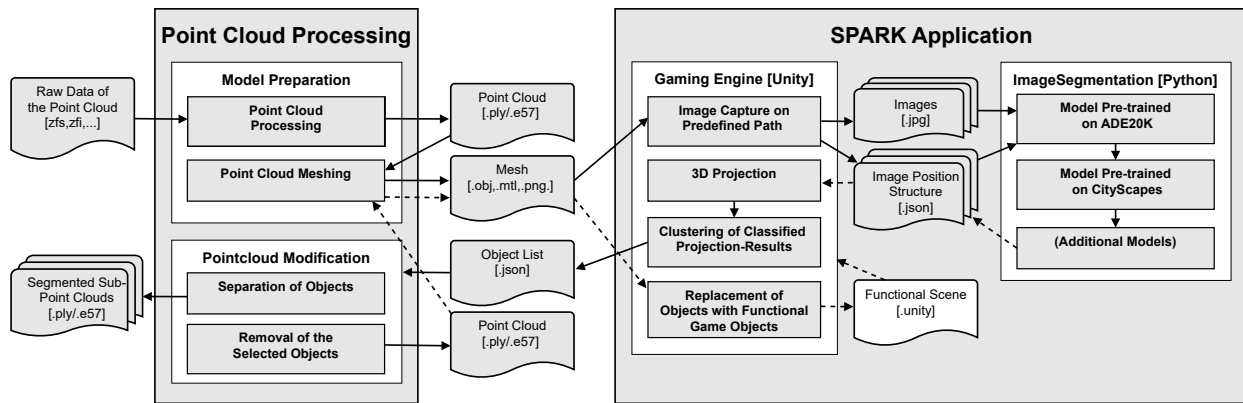 Point Cloud Processing
SPARK Application
Raw Data of
the Point Cloud
[zfs,zfi,...]
Model Preparation
Point Cloud
Processing
Point Cloud Meshing
Point Cloud
[.ply/.e57]
Mesh
[.obj,.mtl,.png.]
Gaming Engine [Unity]
Image Capture on
Predefined Path
3D Projection
Clustering of Classified
Projection-Results
Replacement of
Objects with Functional
Game Objects
Images
[.jpg]
Image Position
Structure
[.json]
ImageSegmentation [Python]
Model Pre-trained
on ADE20K
Model Pre-trained
on CityScapes
(Additional Models)
Segmented Sub-
Point Clouds
[.ply/.e57]
Pointcloud Modification
Separation of Objects
Removal of the
Selected Objects
Object List
[.json]
Point Cloud
[.ply/.e57]
Functional Scene
[.unity]